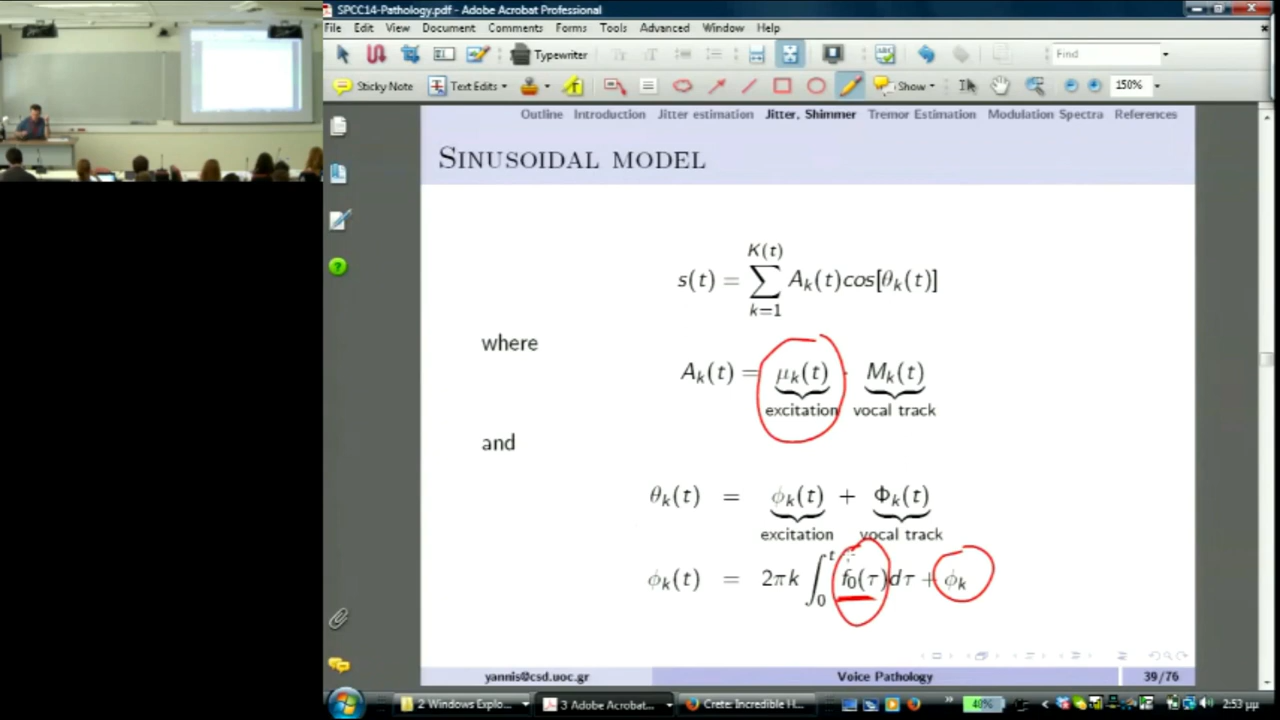 SPCC14-Pathology.pdf - Adobe Acrobat Professional
File Edit View Document Comments Forms Tools Advanced Window Help
Typewriter Find
Sticky Note Text Edits Show 150%
Outline Introduction Jitter estimation Jitter, Shimmer Tremor Estimation Modulation Spectra References
SINUSOIDAL MODEL
K(t)
s(t) = ∑ A_k(t)cos[θ_k(t)]
k=1
where
A_k(t) = μ_k(t) · M_k(t)
excitation vocal track
and
θ_k(t) = ϕ_k(t) + Φ_k(t)
excitation vocal track
ϕ_k(t) = 2πk ∫_0^t f_0(τ)dτ + ϕ_k
yannis@csd.uoc.gr Voice Pathology 39/76
2 Windows Explo... 3 Adobe Acrobat... Crete: Incredible H... 48% 2:53 μμ